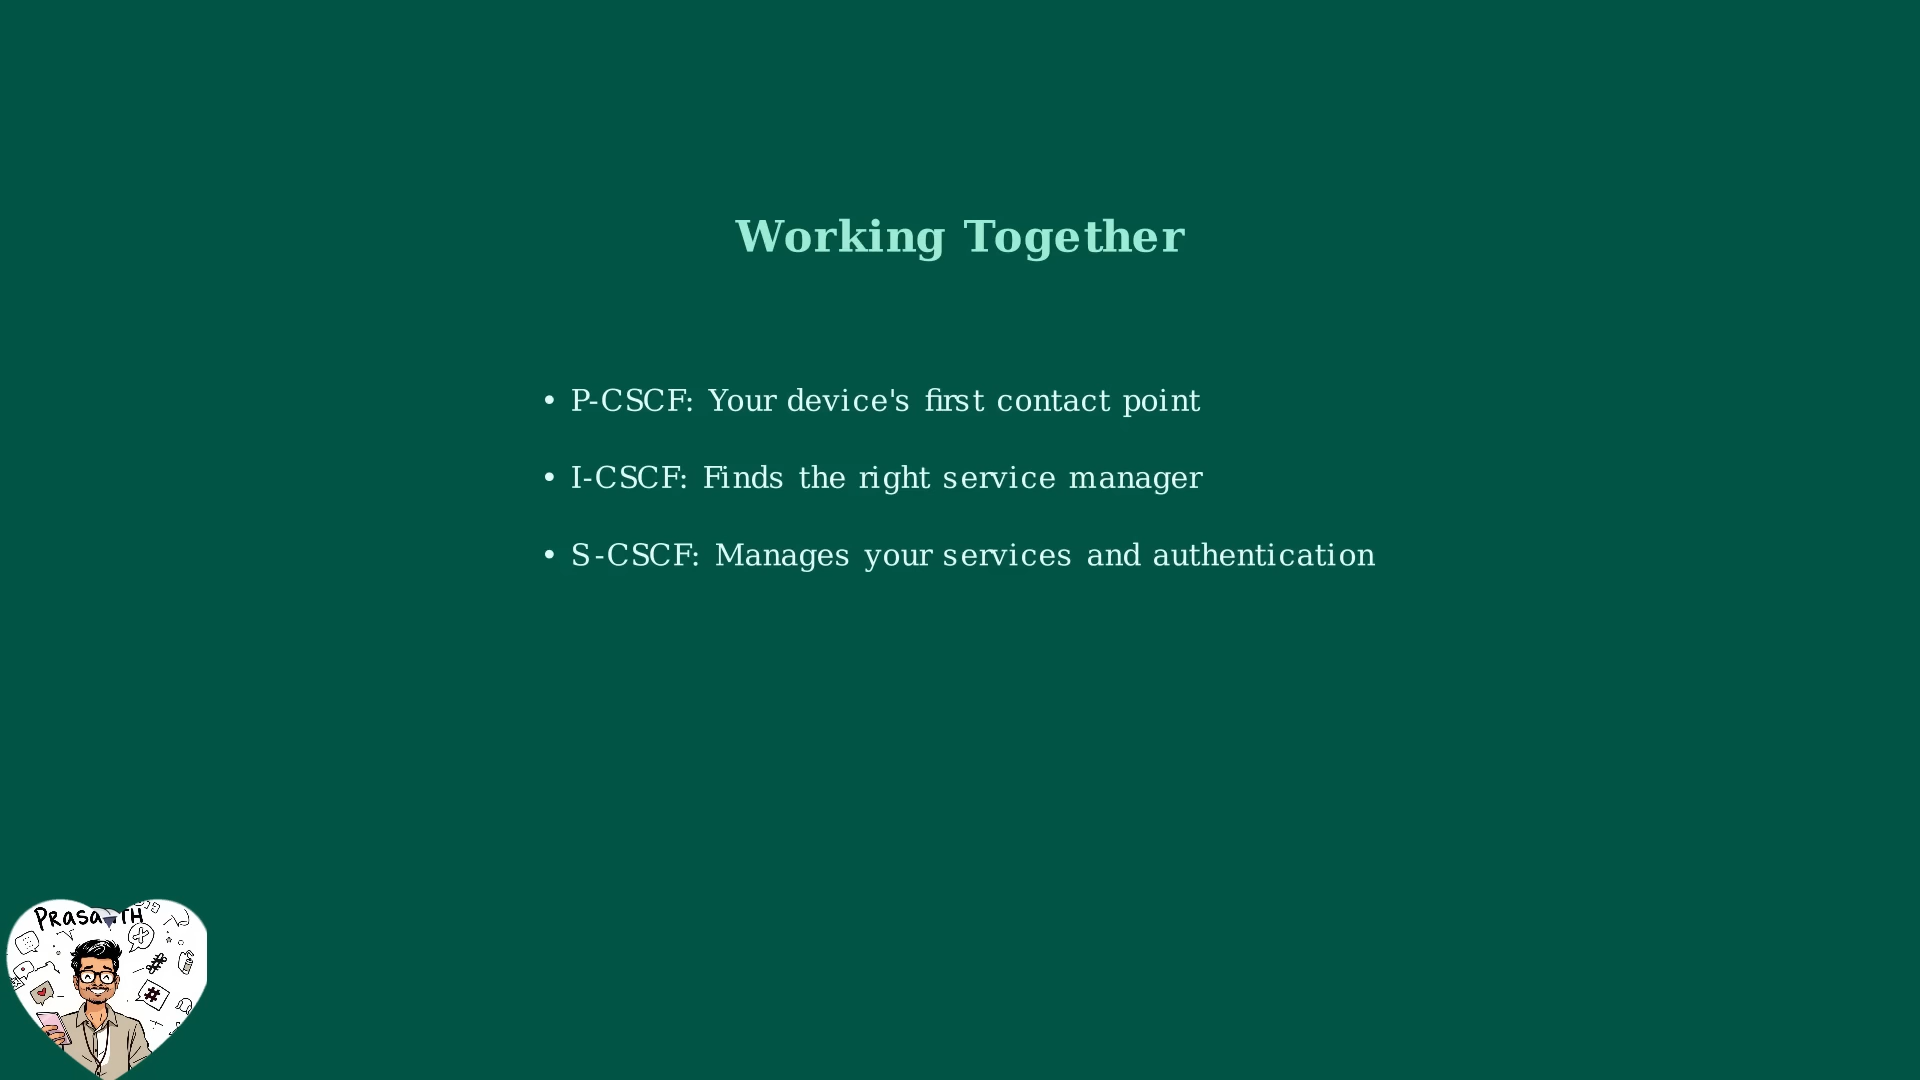 Working Together
• P-CSCF: Your device's first contact point
• I-CSCF: Finds the right service manager
• S-CSCF: Manages your services and authentication